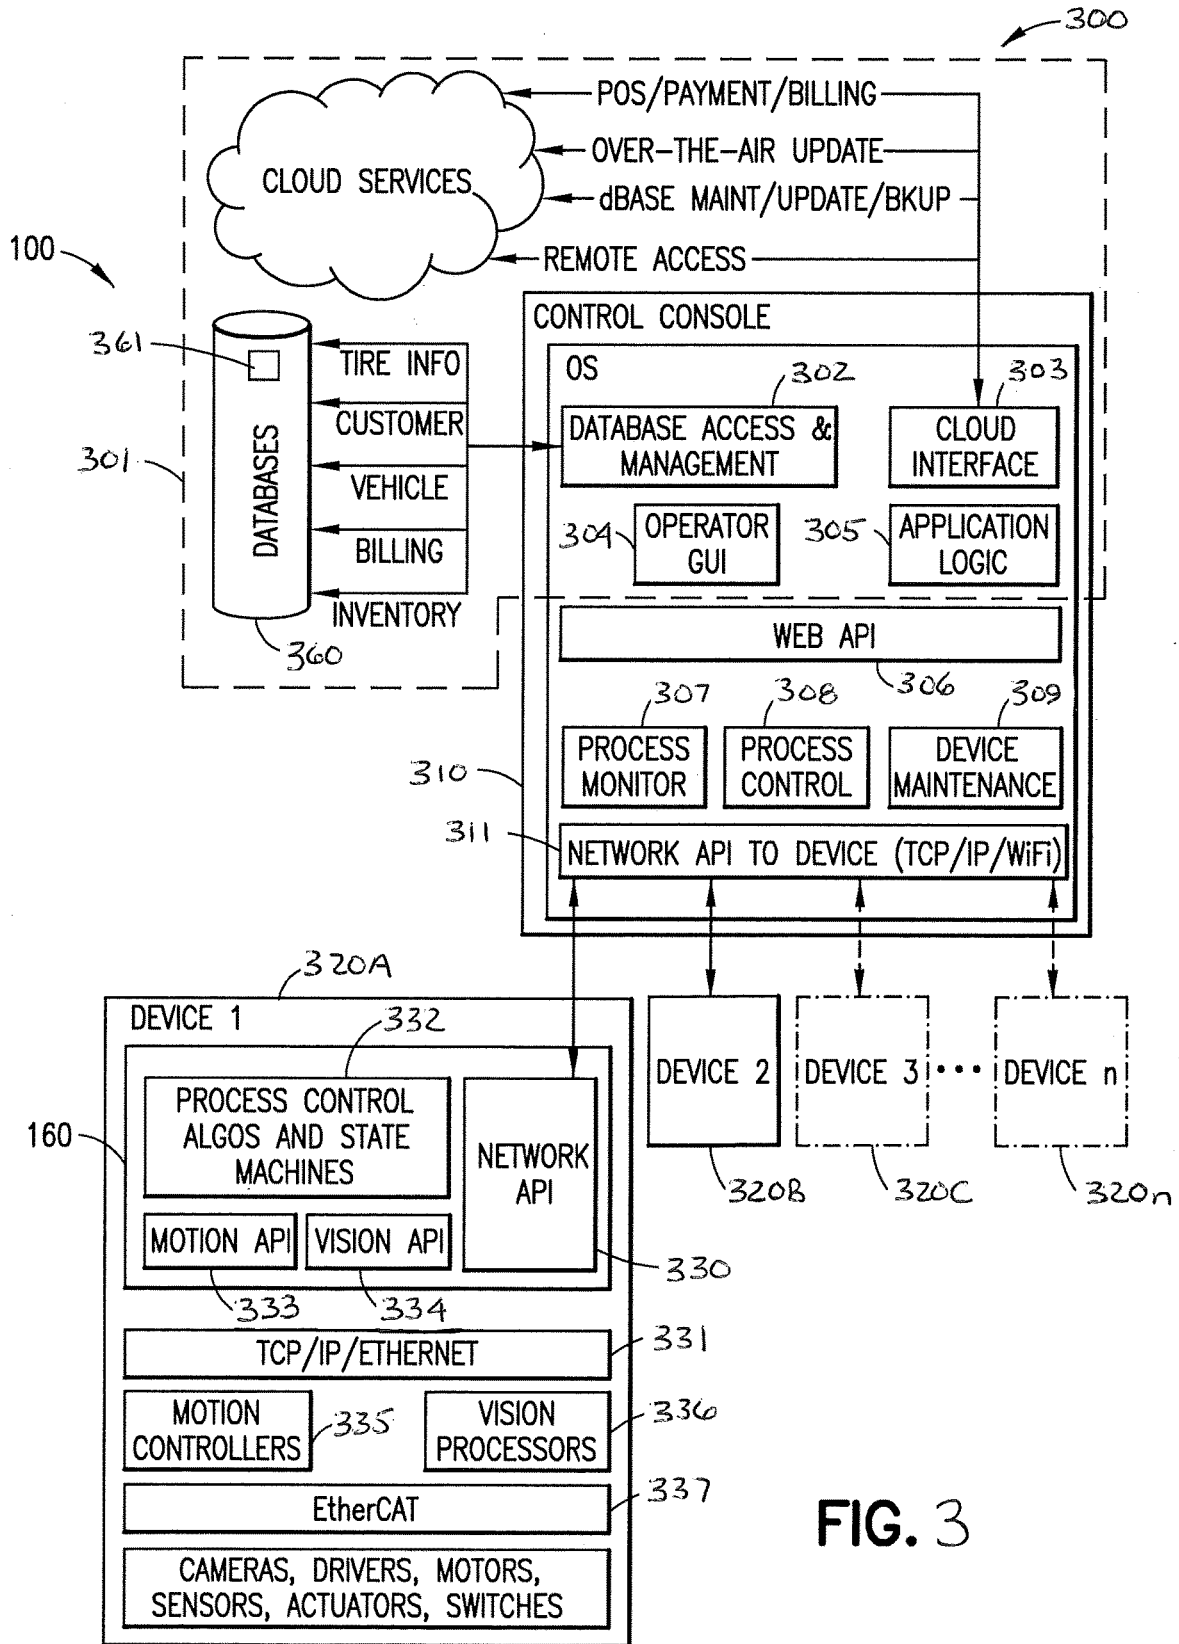 300
POS/PAYMENT/BILLING
OVER-THE-AIR UPDATE
CLOUD SERVICES
dBASE MAINT/UPDATE/BKUP
100
REMOTE ACCESS
CONTROL CONSOLE
361
TIRE INFO
OS
302
303
CUSTOMER
DATABASE ACCESS &
MANAGEMENT
CLOUD
INTERFACE
301
DATABASES
VEHICLE
304
OPERATOR
GUI
305
APPLICATION
LOGIC
BILLING
INVENTORY
360
WEB API
306
307
308
309
PROCESS
MONITOR
PROCESS
CONTROL
DEVICE
MAINTENANCE
310
311
NETWORK API TO DEVICE (TCP/IP/WiFi)
320A
DEVICE 1
332
DEVICE 2
DEVICE 3
•••
DEVICE n
PROCESS CONTROL
ALGOS AND STATE
MACHINES
160
NETWORK
API
320B
320C
320n
MOTION API
VISION API
330
333
334
331
TCP/IP/ETHERNET
MOTION
CONTROLLERS
335
VISION
PROCESSORS
336
337
EtherCAT
FIG. 3
CAMERAS, DRIVERS, MOTORS,
SENSORS, ACTUATORS, SWITCHES